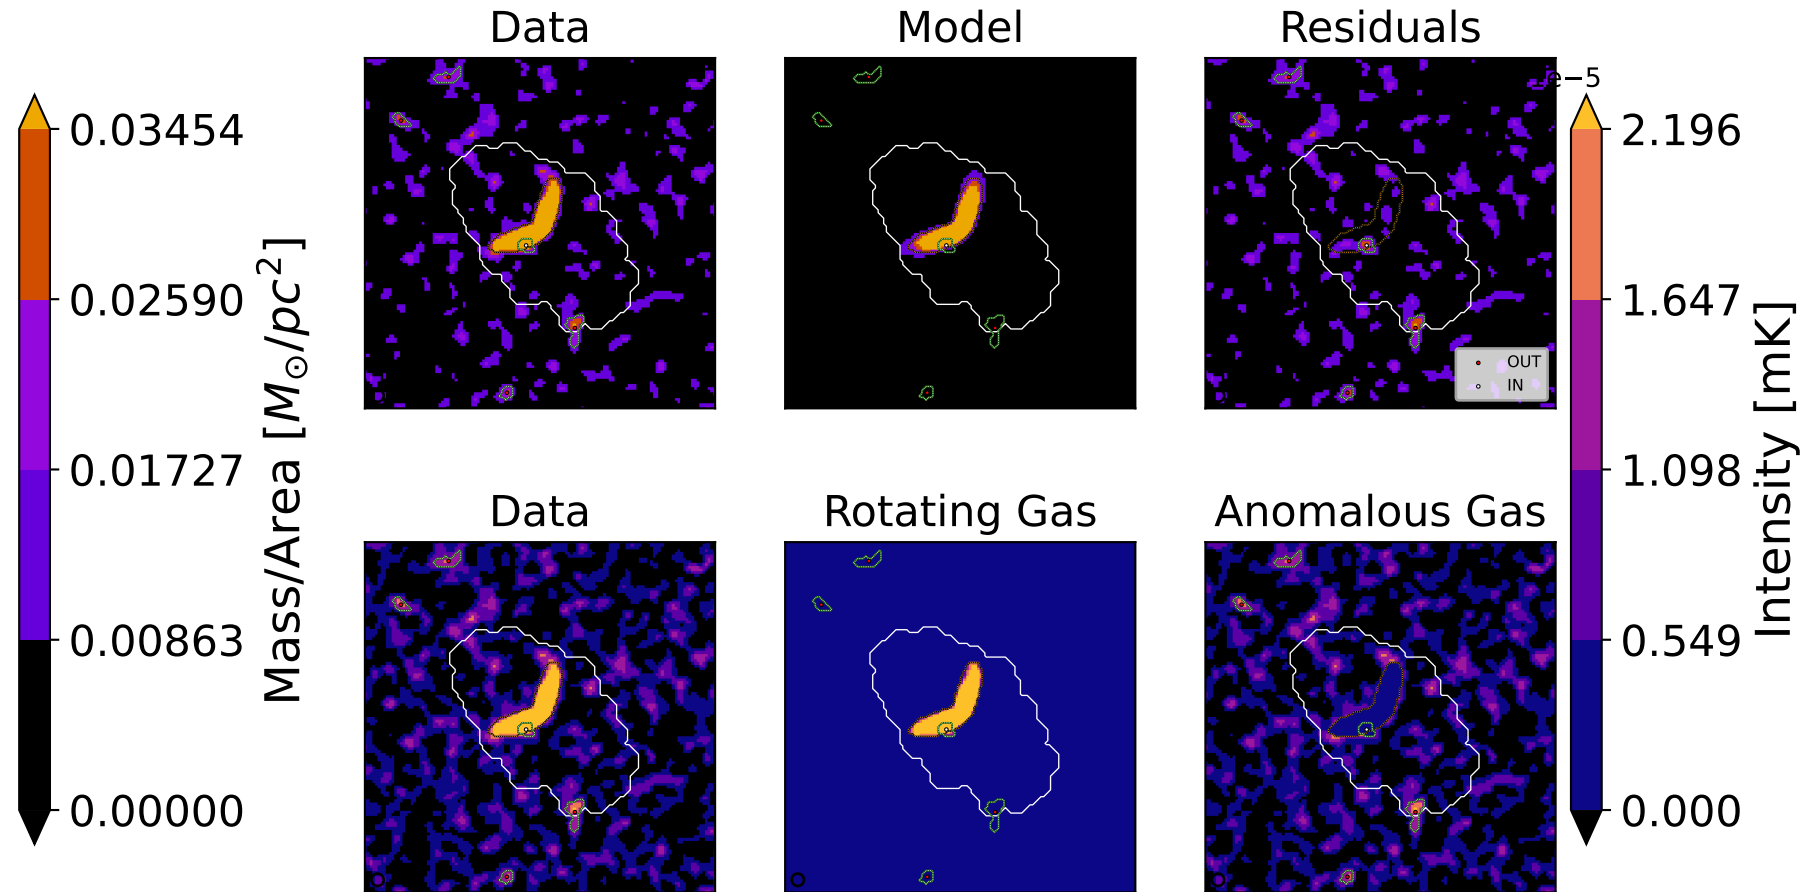 Data
Model
Residuals
e−5
0.03454
0.02590
0.01727
0.00863
0.00000
Mass/Area [M⊙/pc²]
OUT
IN
2.196
1.647
1.098
0.549
0.000
Intensity [mK]
Data
Rotating Gas
Anomalous Gas